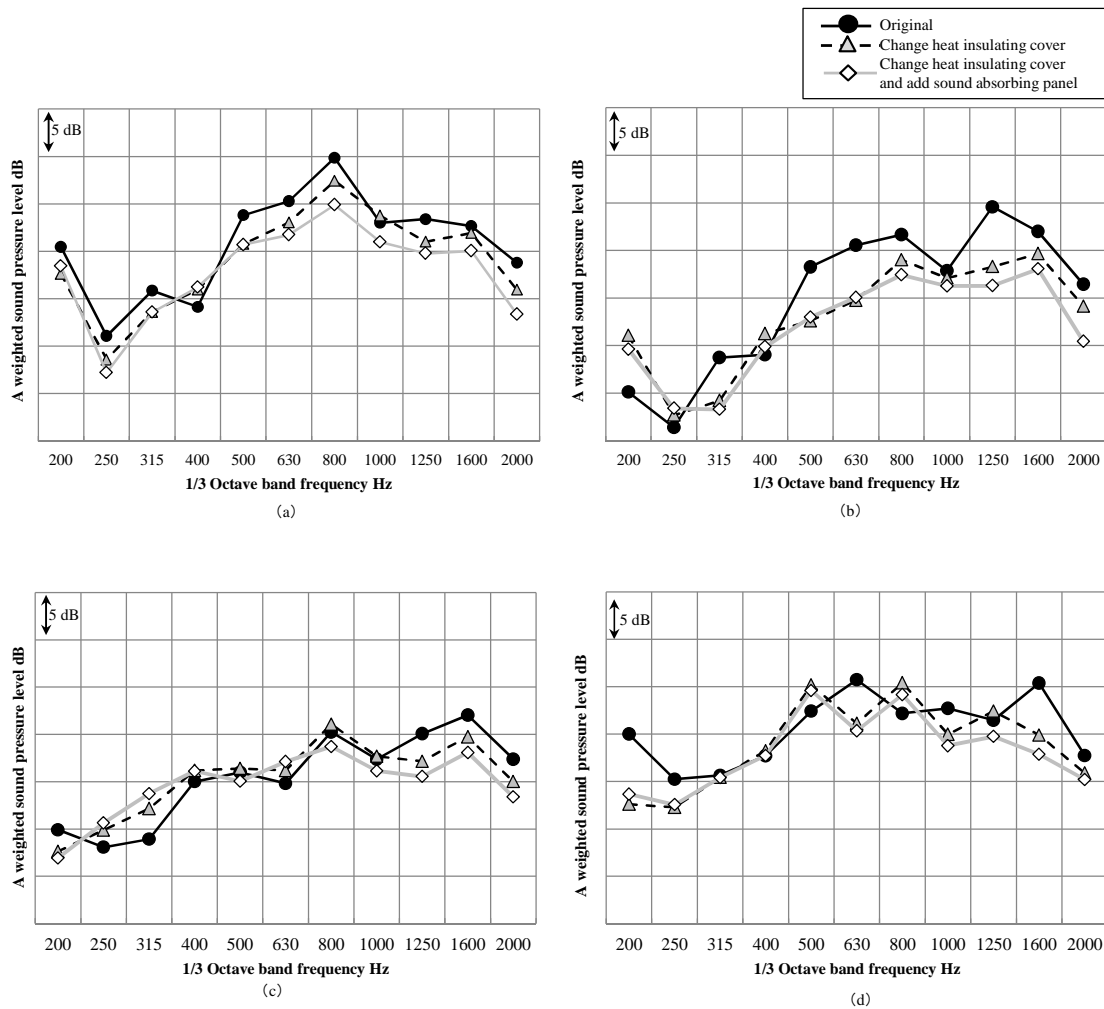 Original
Change heat insulating cover
Change heat insulating cover
and add sound absorbing panel
5 dB
A weighted sound pressure level dB
200 250 315 400 500 630 800 1000 1250 1600 2000
1/3 Octave band frequency Hz
(a)
5 dB
A weighted sound pressure level dB
200 250 315 400 500 630 800 1000 1250 1600 2000
1/3 Octave band frequency Hz
(b)
5 dB
A weighted sound pressure level dB
200 250 315 400 500 630 800 1000 1250 1600 2000
1/3 Octave band frequency Hz
(c)
5 dB
A weighted sound pressure level dB
200 250 315 400 500 630 800 1000 1250 1600 2000
1/3 Octave band frequency Hz
(d)